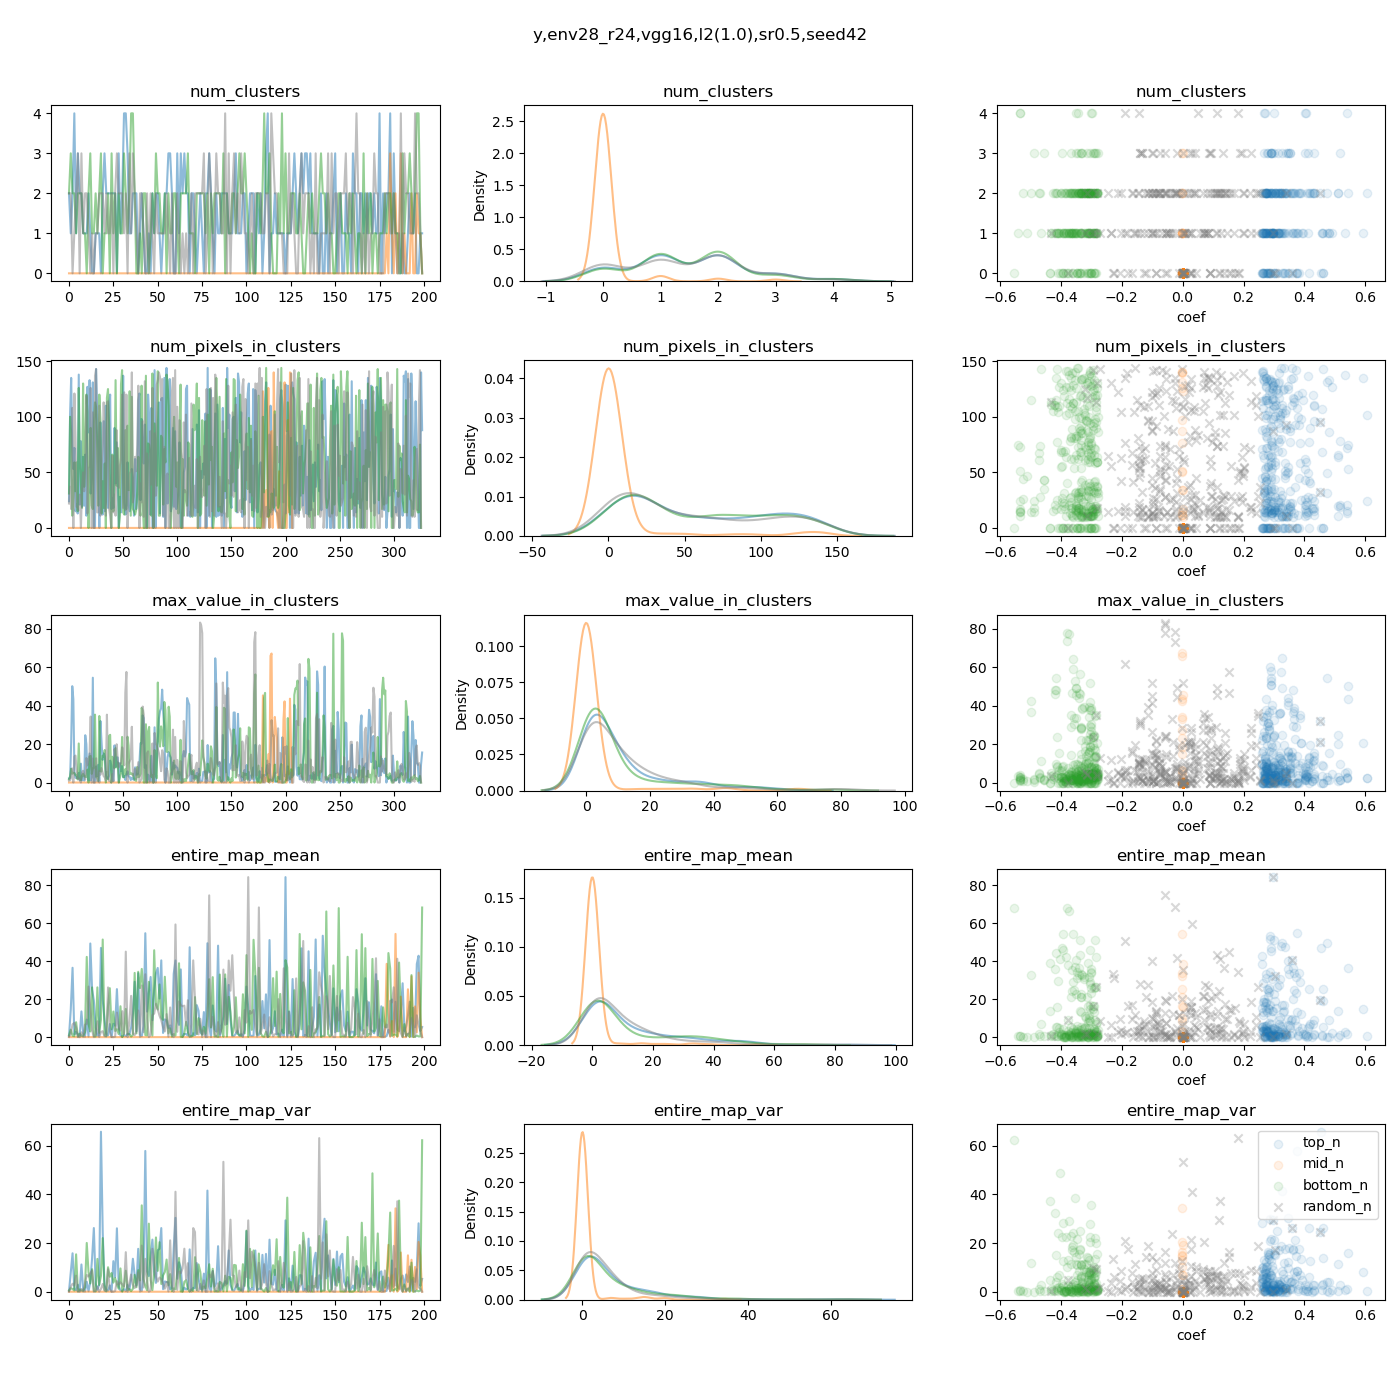 y,env28_r24,vgg16,l2(1.0),sr0.5,seed42
num_clusters
4
3
2
1
0
0 25 50 75 100 125 150 175 200
num_clusters
Density
2.5
2.0
1.5
1.0
0.5
0.0
−1 0 1 2 3 4 5
num_clusters
4
3
2
1
0
−0.6 −0.4 −0.2 0.0 0.2 0.4 0.6
coef
num_pixels_in_clusters
150
100
50
0
0 50 100 150 200 250 300
num_pixels_in_clusters
Density
0.04
0.03
0.02
0.01
0.00
−50 0 50 100 150
num_pixels_in_clusters
150
100
50
0
−0.6 −0.4 −0.2 0.0 0.2 0.4 0.6
coef
max_value_in_clusters
80
60
40
20
0
0 50 100 150 200 250 300
max_value_in_clusters
Density
0.100
0.075
0.050
0.025
0.000
0 20 40 60 80 100
max_value_in_clusters
80
60
40
20
0
−0.6 −0.4 −0.2 0.0 0.2 0.4 0.6
coef
entire_map_mean
80
60
40
20
0
0 25 50 75 100 125 150 175 200
entire_map_mean
Density
0.15
0.10
0.05
0.00
−20 0 20 40 60 80 100
entire_map_mean
80
60
40
20
0
−0.6 −0.4 −0.2 0.0 0.2 0.4 0.6
coef
entire_map_var
60
40
20
0
0 25 50 75 100 125 150 175 200
entire_map_var
Density
0.25
0.20
0.15
0.10
0.05
0.00
0 20 40 60
entire_map_var
60
40
20
0
−0.6 −0.4 −0.2 0.0 0.2 0.4 0.6
coef
top_n
mid_n
bottom_n
random_n